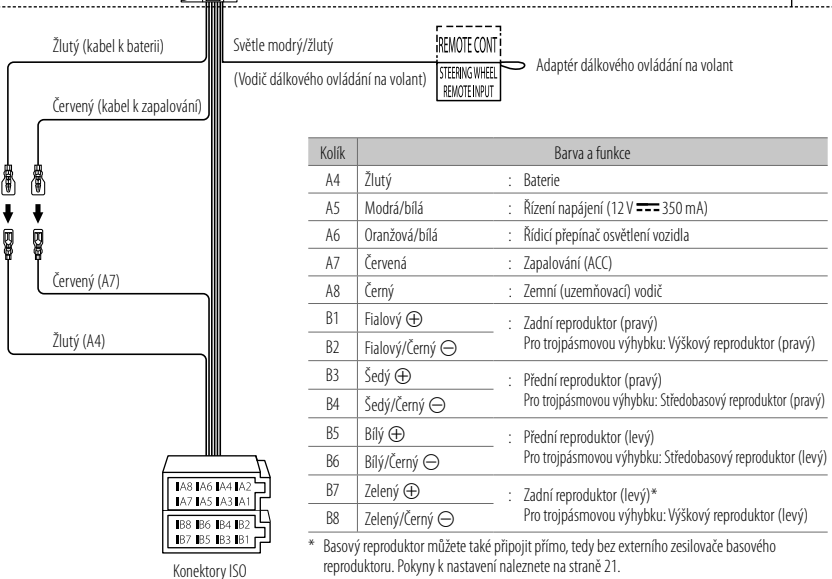 Žlutý (kabel k baterii)
Světle modrý/žlutý
(Vodič dálkového ovládání na volant)
REMOTE CONT
STEERING WHEEL
REMOTE INPUT
Adaptér dálkového ovládání na volant
Červený (kabel k zapalování)
Červený (A7)
Žlutý (A4)
A8 A6 A4 A2
A7 A5 A3 A1
B8 B6 B4 B2
B7 B5 B3 B1
Konektory ISO
Kolík Barva a funkce
A4 Žlutý : Baterie
A5 Modrá/bílá : Řízení napájení (12 V ⎓ 350 mA)
A6 Oranžová/bílá : Řídicí přepínač osvětlení vozidla
A7 Červená : Zapalování (ACC)
A8 Černý : Zemní (uzemňovací) vodič
B1 Fialový ⊕ : Zadní reproduktor (pravý)
B2 Fialový/Černý ⊖ Pro trojpásmovou výhybku: Výškový reproduktor (pravý)
B3 Šedý ⊕ : Přední reproduktor (pravý)
B4 Šedý/Černý ⊖ Pro trojpásmovou výhybku: Středobasový reproduktor (pravý)
B5 Bílý ⊕ : Přední reproduktor (levý)
B6 Bílý/Černý ⊖ Pro trojpásmovou výhybku: Středobasový reproduktor (levý)
B7 Zelený ⊕ : Zadní reproduktor (levý)*
B8 Zelený/Černý ⊖ Pro trojpásmovou výhybku: Výškový reproduktor (levý)
* Basový reproduktor můžete také připojit přímo, tedy bez externího zesilovače basového
reproduktoru. Pokyny k nastavení naleznete na straně 21.